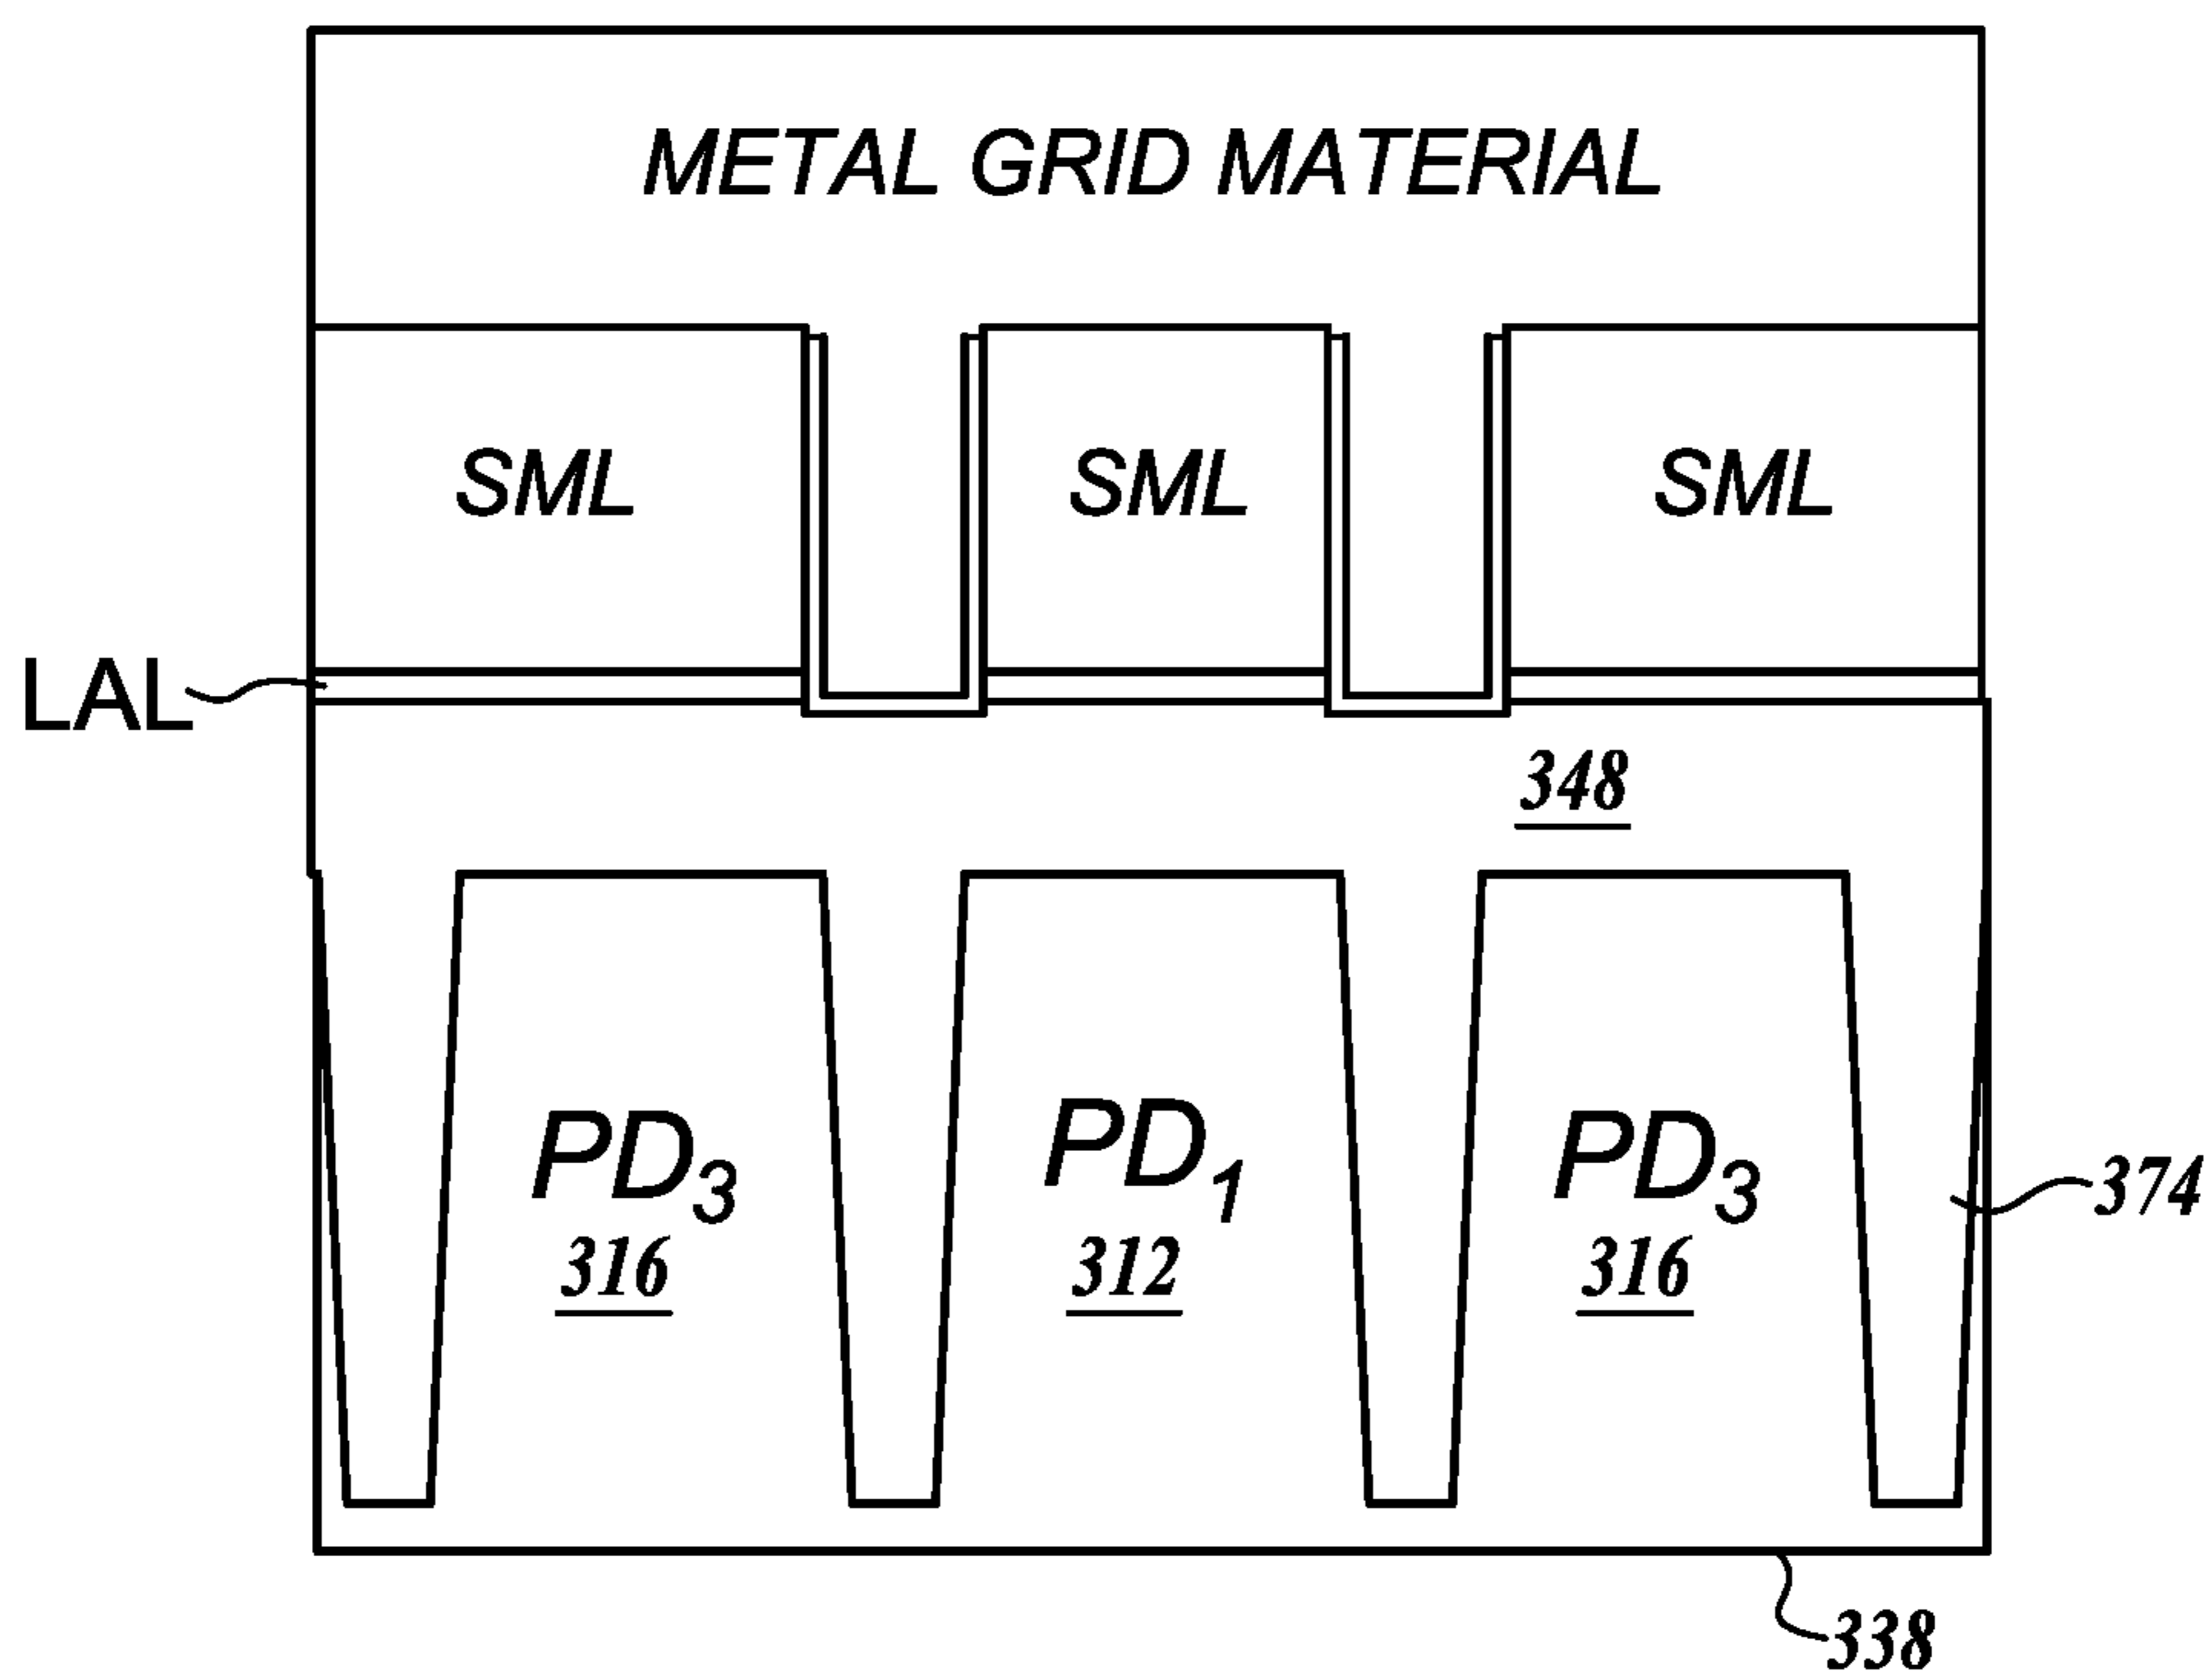 METAL GRID MATERIAL
SML SML SML
LAL
348
PD3 PD1 PD3
316 312 316
374
338